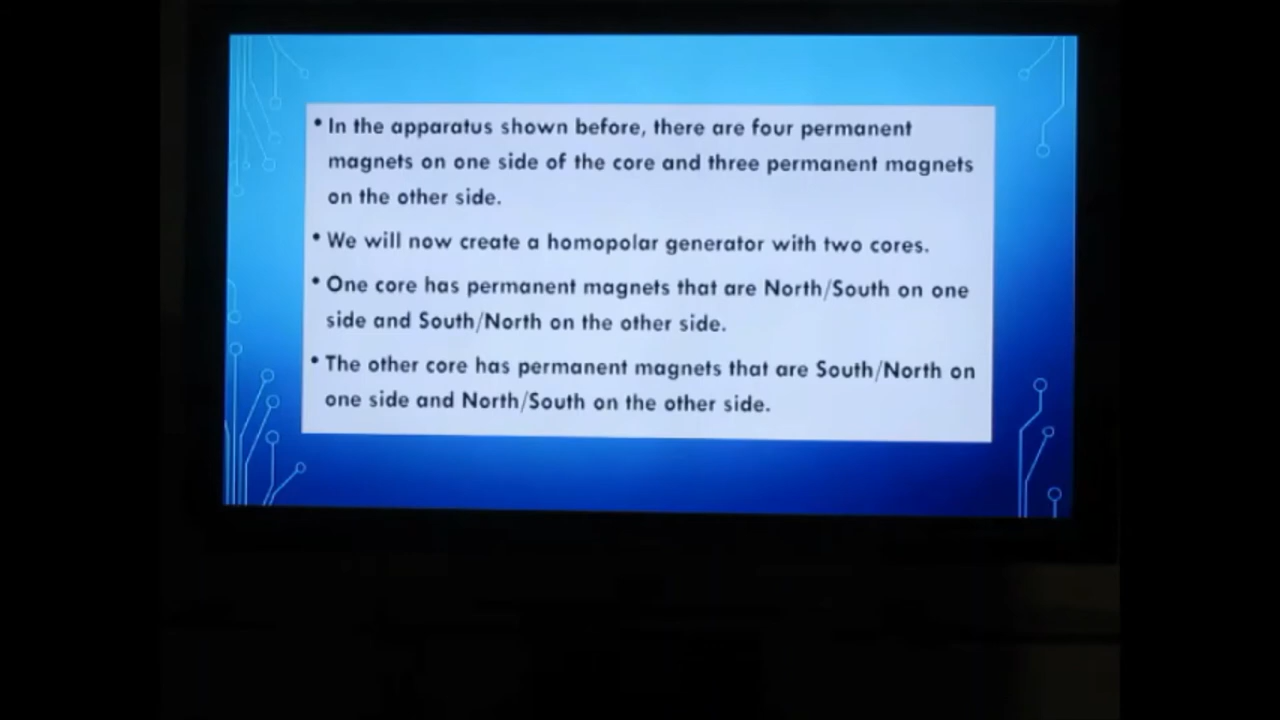 • In the apparatus shown before, there are four permanent
magnets on one side of the core and three permanent magnets
on the other side.
• We will now create a homopolar generator with two cores.
• One core has permanent magnets that are North/South on one
side and South/North on the other side.
• The other core has permanent magnets that are South/North on
one side and North/South on the other side.